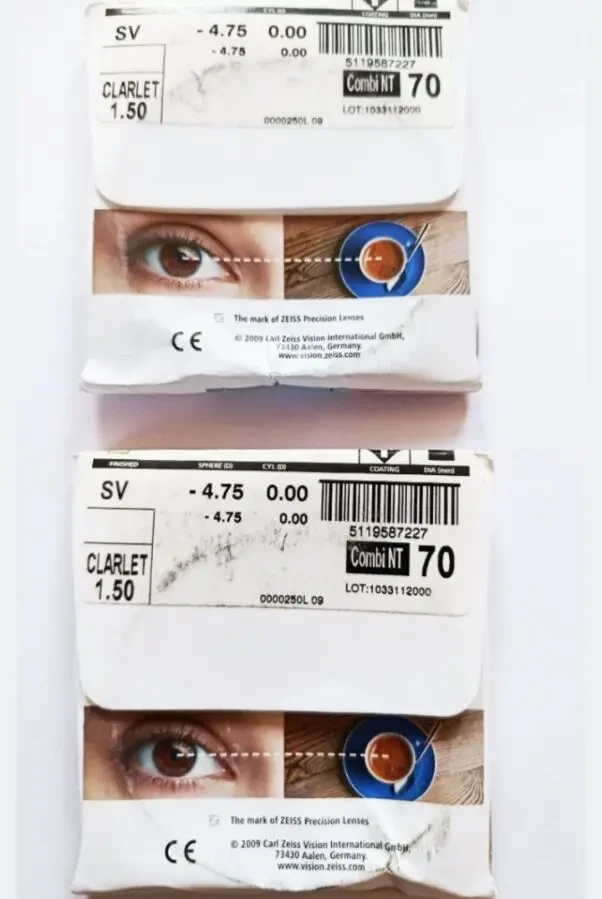 CYL (D)
COATING DIA (mm)
SV - 4.75 0.00
- 4.75 0.00
5119587227
CLARLET
1.50
Combi NT 70
LOT:1033112000
0000250L 09
The mark of ZEISS Precision Lenses
CE
© 2009 Carl Zeiss Vision International GmbH,
73430 Aalen, Germany.
www.vision.zeiss.com
FINISHED SPHERE (D) CYL (D) COATING DIA (mm)
SV - 4.75 0.00
- 4.75 0.00
5119587227
CLARLET
1.50
Combi NT 70
LOT:1033112000
0000250L 09
The mark of ZEISS Precision Lenses
CE
© 2009 Carl Zeiss Vision International GmbH,
73430 Aalen, Germany.
www.vision.zeiss.com